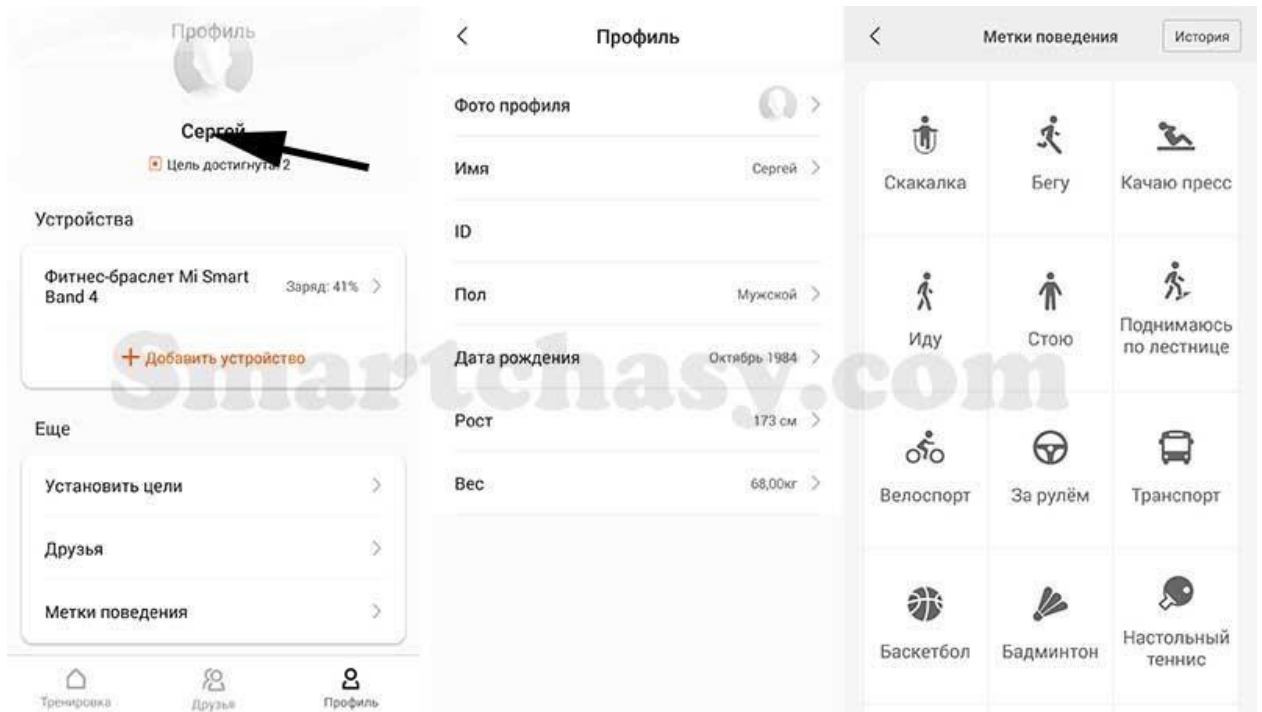 Профиль
Сергей
Цель достигнута: 2
Устройства
Фитнес-браслет Mi Smart
Band 4
Заряд: 41%
+ Добавить устройство
Еще
Установить цели
Друзья
Метки поведения
Тренировка
Друзья
Профиль
Профиль
Фото профиля
Имя
Сергей
ID
Пол
Мужской
Дата рождения
Октябрь 1984
Рост
173 см
Вес
68,00кг
Метки поведения
История
Скакалка
Бегу
Качаю пресс
Иду
Стою
Поднимаюсь
по лестнице
Велоспорт
За рулём
Транспорт
Баскетбол
Бадминтон
Настольный
теннис
Smartchasy.com